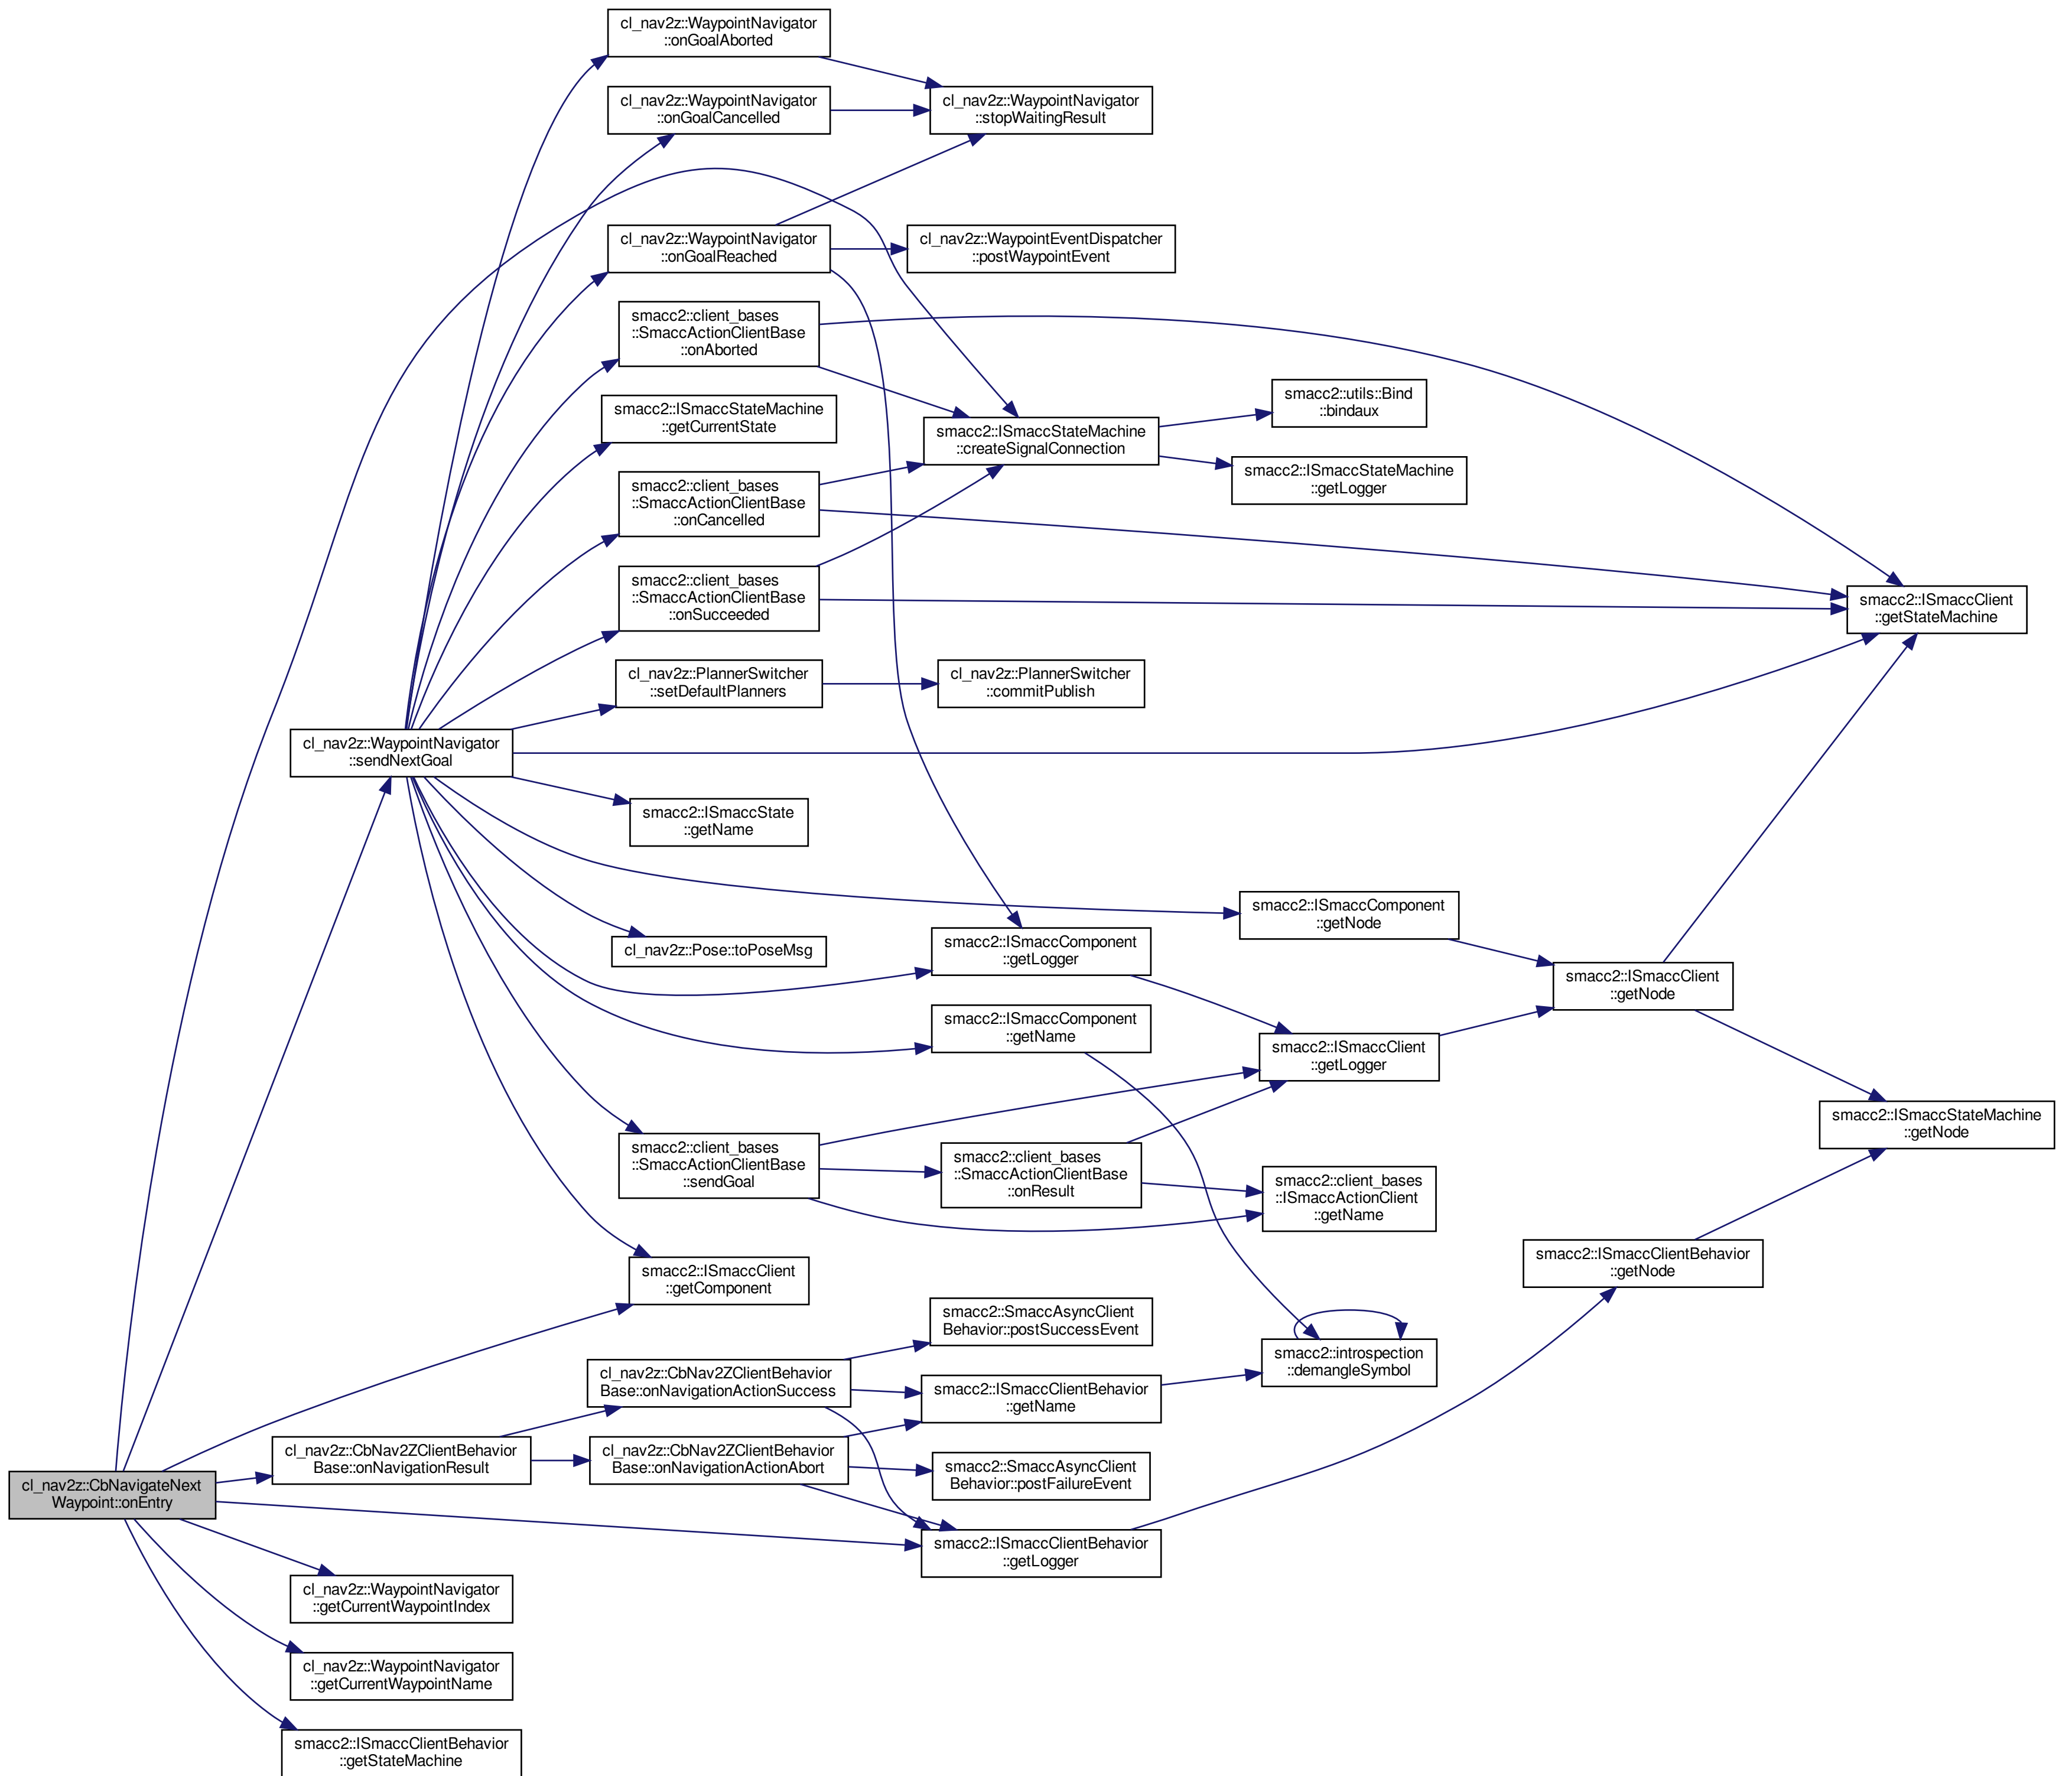 cl_nav2z::WaypointNavigator
::onGoalAborted
cl_nav2z::WaypointNavigator
::onGoalCancelled
cl_nav2z::WaypointNavigator
::stopWaitingResult
cl_nav2z::WaypointNavigator
::onGoalReached
cl_nav2z::WaypointEventDispatcher
::postWaypointEvent
smacc2::client_bases
::SmaccActionClientBase
::onAborted
smacc2::ISmaccStateMachine
::getCurrentState
smacc2::utils::Bind
::bindaux
smacc2::ISmaccStateMachine
::createSignalConnection
smacc2::ISmaccStateMachine
::getLogger
smacc2::client_bases
::SmaccActionClientBase
::onCancelled
smacc2::client_bases
::SmaccActionClientBase
::onSucceeded
smacc2::ISmaccClient
::getStateMachine
cl_nav2z::PlannerSwitcher
::setDefaultPlanners
cl_nav2z::PlannerSwitcher
::commitPublish
cl_nav2z::WaypointNavigator
::sendNextGoal
smacc2::ISmaccState
::getName
smacc2::ISmaccComponent
::getNode
cl_nav2z::Pose::toPoseMsg
smacc2::ISmaccComponent
::getLogger
smacc2::ISmaccClient
::getNode
smacc2::ISmaccComponent
::getName
smacc2::ISmaccClient
::getLogger
smacc2::ISmaccStateMachine
::getNode
smacc2::client_bases
::SmaccActionClientBase
::sendGoal
smacc2::client_bases
::SmaccActionClientBase
::onResult
smacc2::client_bases
::ISmaccActionClient
::getName
smacc2::ISmaccClientBehavior
::getNode
smacc2::ISmaccClient
::getComponent
smacc2::SmaccAsyncClient
Behavior::postSuccessEvent
smacc2::introspection
::demangleSymbol
cl_nav2z::CbNav2ZClientBehavior
Base::onNavigationActionSuccess
smacc2::ISmaccClientBehavior
::getName
cl_nav2z::CbNav2ZClientBehavior
Base::onNavigationResult
cl_nav2z::CbNav2ZClientBehavior
Base::onNavigationActionAbort
smacc2::SmaccAsyncClient
Behavior::postFailureEvent
cl_nav2z::CbNavigateNext
Waypoint::onEntry
smacc2::ISmaccClientBehavior
::getLogger
cl_nav2z::WaypointNavigator
::getCurrentWaypointIndex
cl_nav2z::WaypointNavigator
::getCurrentWaypointName
smacc2::ISmaccClientBehavior
::getStateMachine